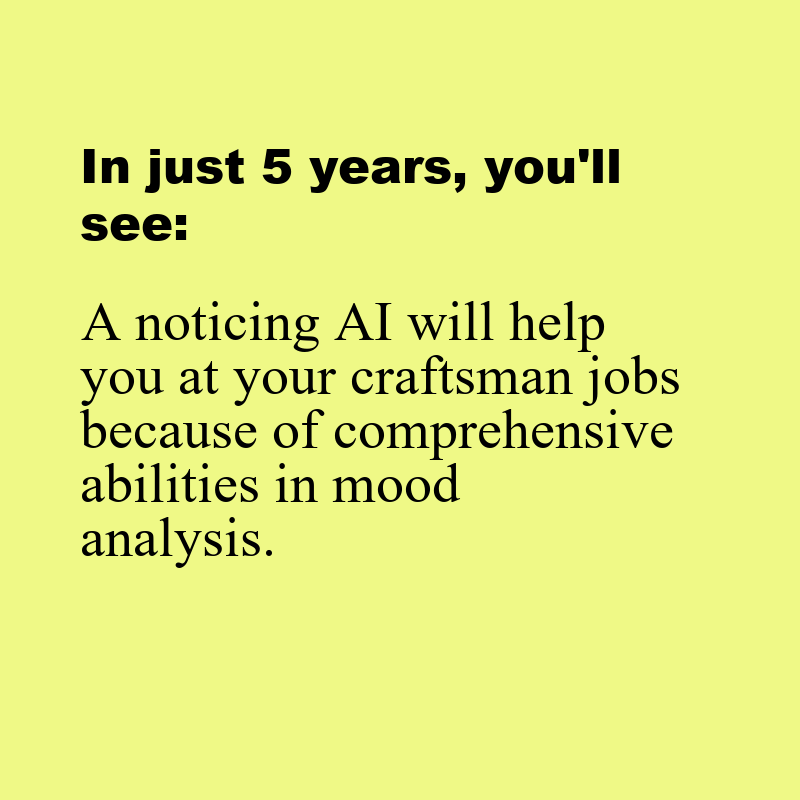 In just 5 years, you'll
see:
A noticing AI will help
you at your craftsman jobs
because of comprehensive
abilities in mood
analysis.